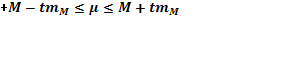 +M − tm_M ≤ μ ≤ M + tm_M